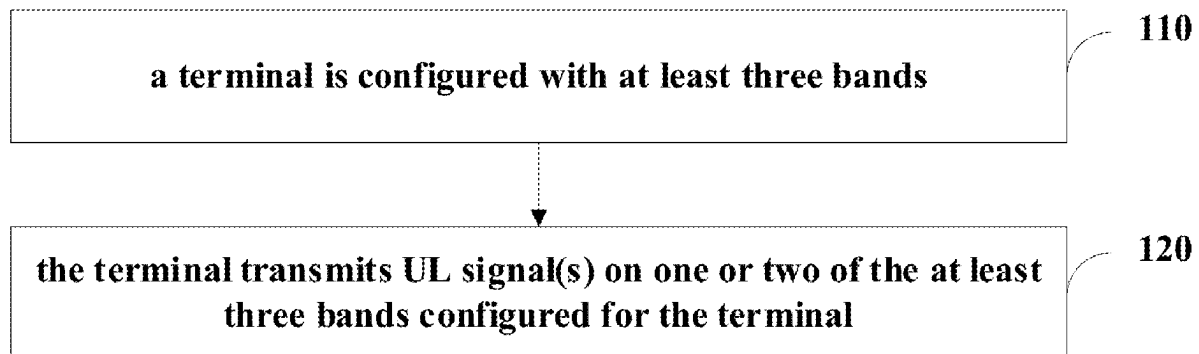 110
a terminal is configured with at least three bands
120
the terminal transmits UL signal(s) on one or two of the at least
three bands configured for the terminal